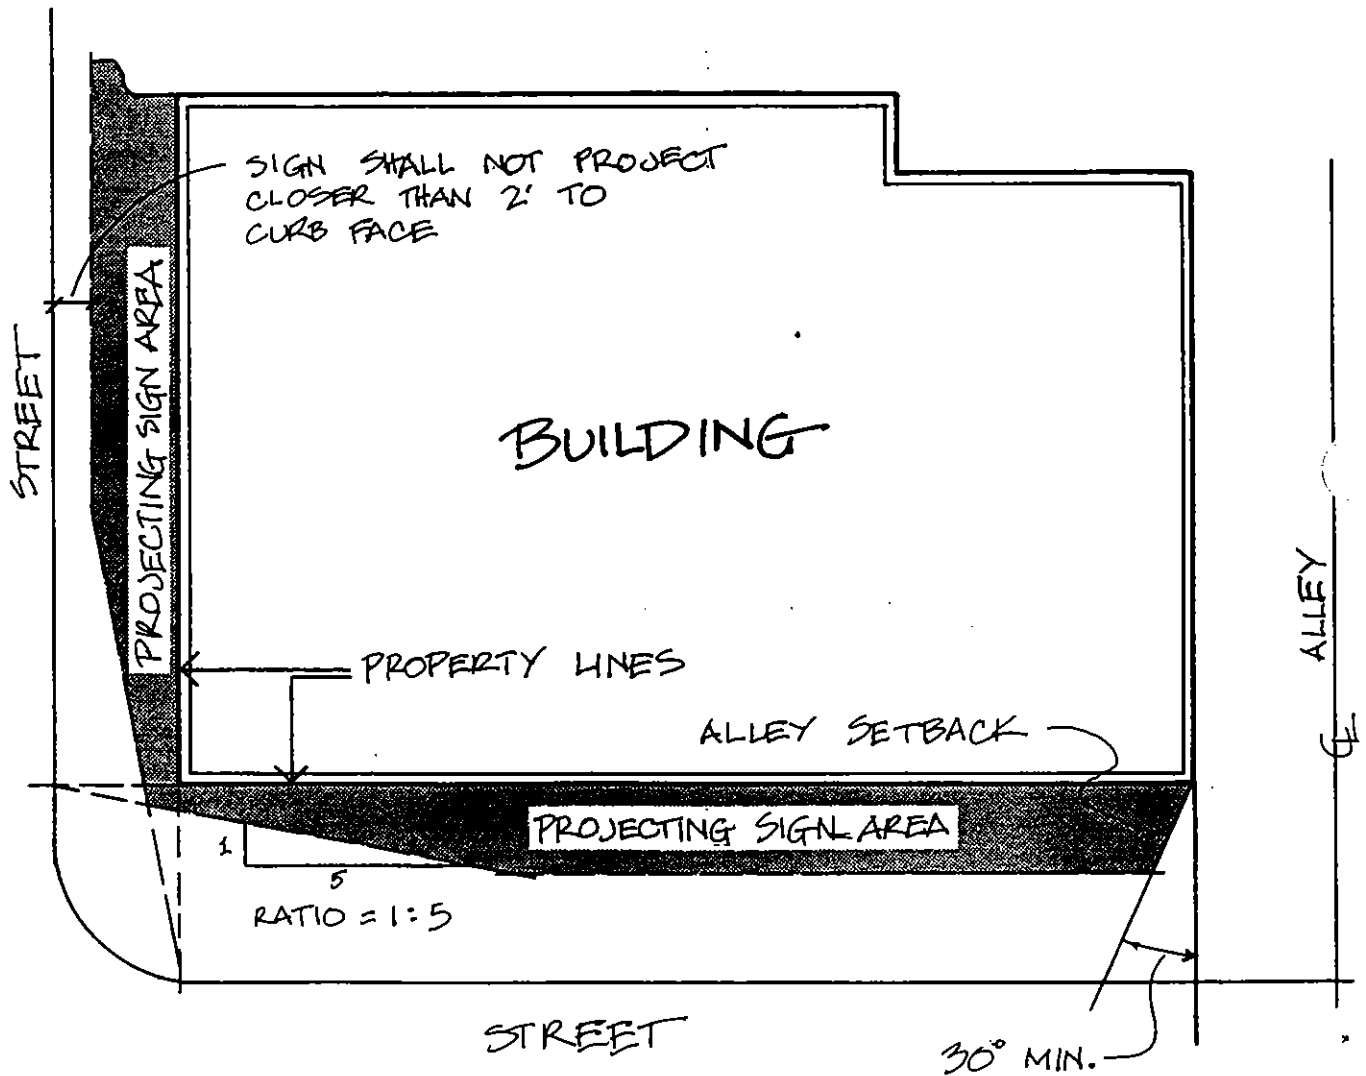 SIGN SHALL NOT PROJECT
CLOSER THAN 2' TO
CURB FACE
PROJECTING SIGN AREA
STREET
BUILDING
ALLEY
PROPERTY LINES
ALLEY SETBACK
℄
PROJECTING SIGN AREA
1
5
RATIO = 1:5
STREET
30° MIN.